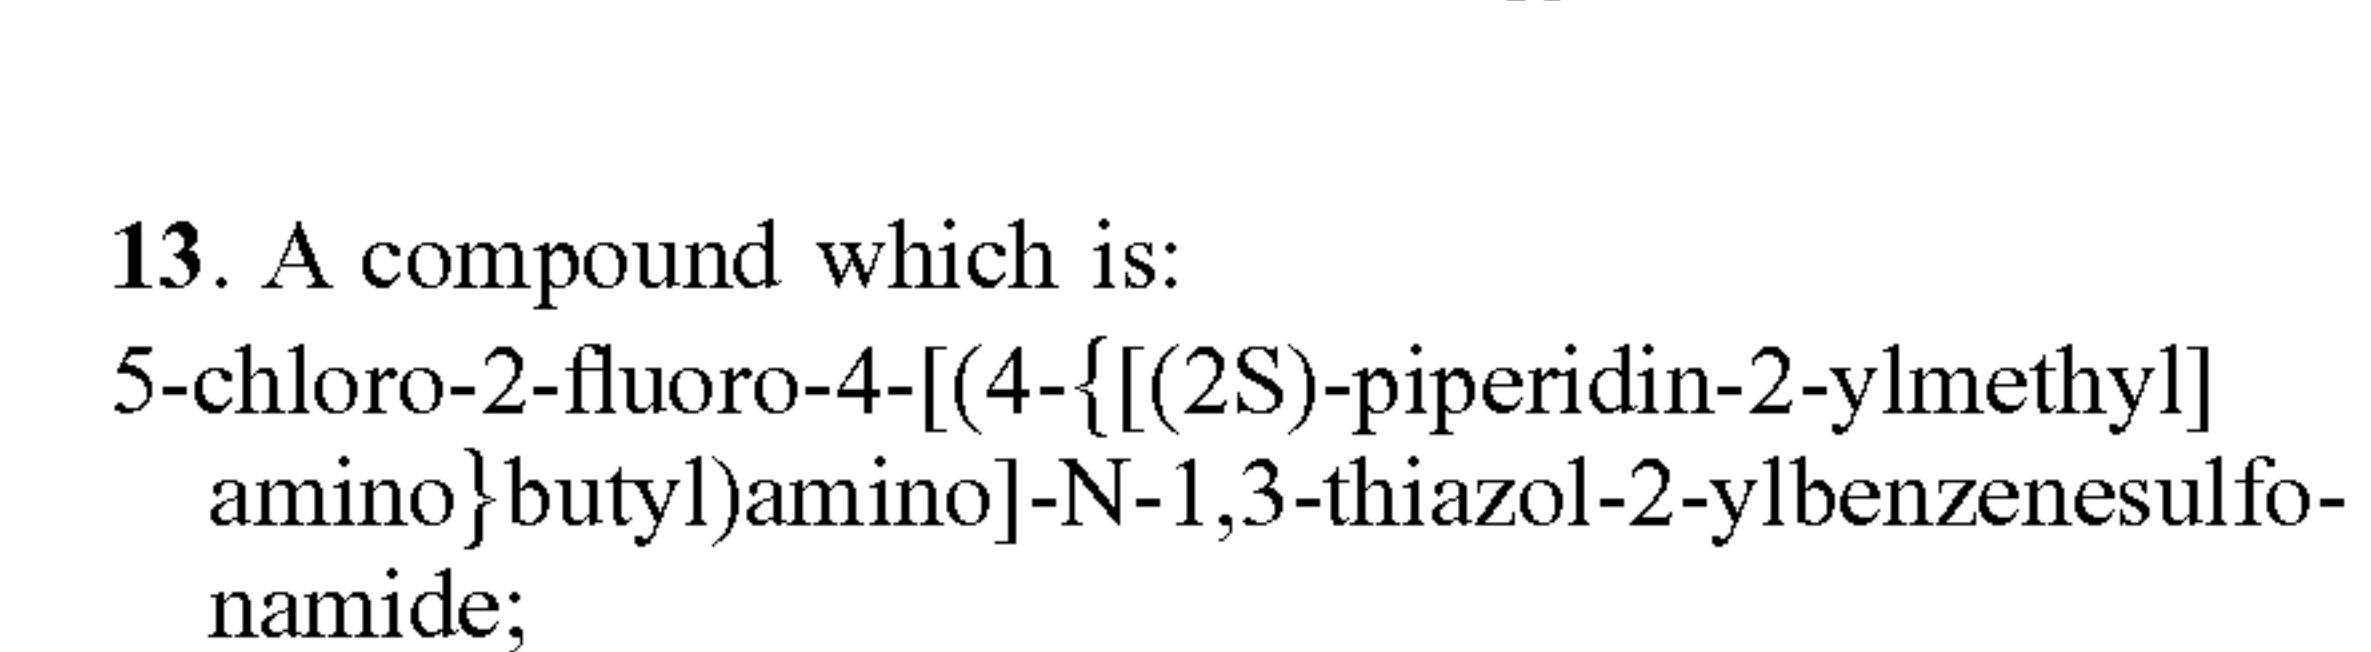 13. A compound which is:
5-chloro-2-fluoro-4-[(4-{[(2S)-piperidin-2-ylmethyl]
amino}butyl)amino]-N-1,3-thiazol-2-ylbenzenesulfo-
namide;